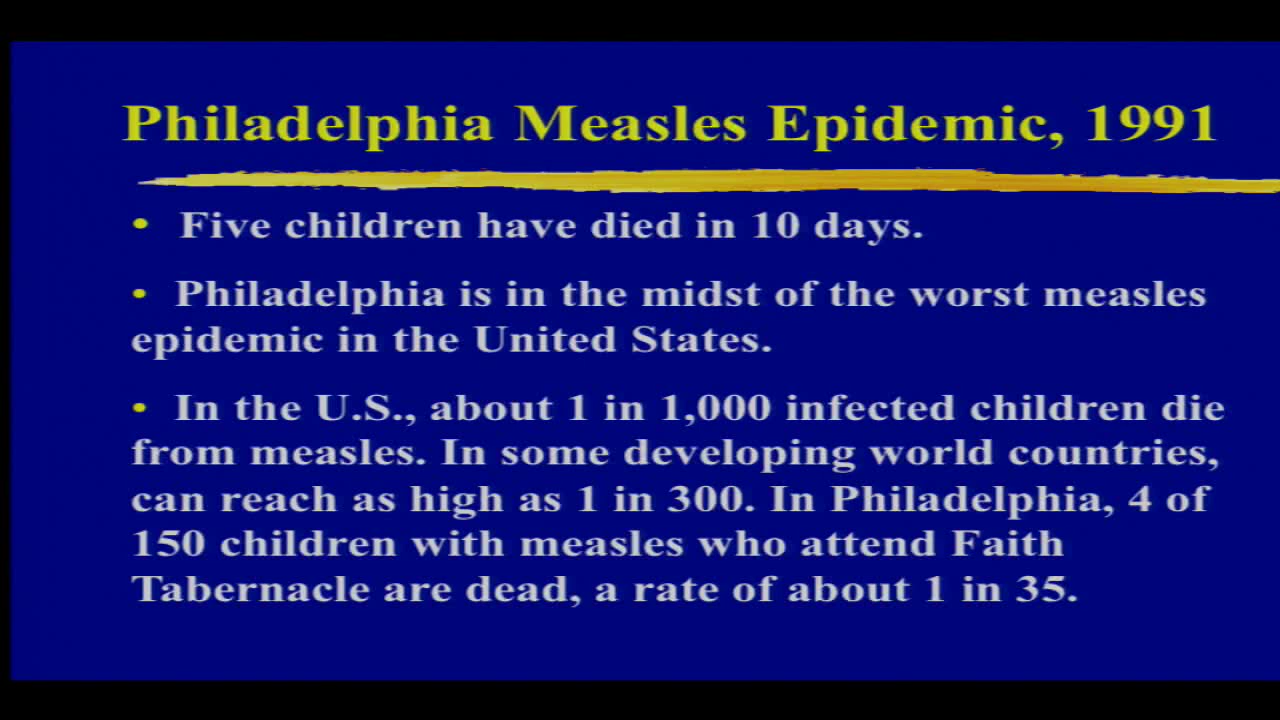 Philadelphia Measles Epidemic, 1991
• Five children have died in 10 days.
• Philadelphia is in the midst of the worst measles
epidemic in the United States.
• In the U.S., about 1 in 1,000 infected children die
from measles. In some developing world countries,
can reach as high as 1 in 300. In Philadelphia, 4 of
150 children with measles who attend Faith
Tabernacle are dead, a rate of about 1 in 35.